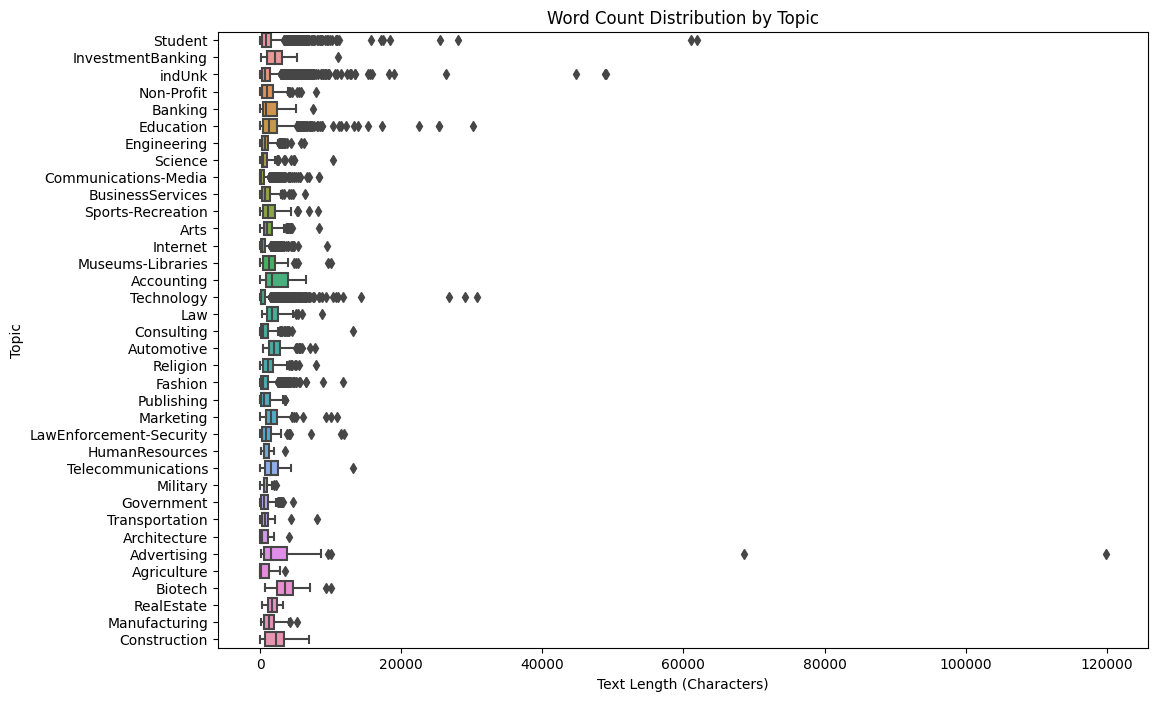 Word Count Distribution by Topic
Topic
Student
InvestmentBanking
indUnk
Non-Profit
Banking
Education
Engineering
Science
Communications-Media
BusinessServices
Sports-Recreation
Arts
Internet
Museums-Libraries
Accounting
Technology
Law
Consulting
Automotive
Religion
Fashion
Publishing
Marketing
LawEnforcement-Security
HumanResources
Telecommunications
Military
Government
Transportation
Architecture
Advertising
Agriculture
Biotech
RealEstate
Manufacturing
Construction
0 20000 40000 60000 80000 100000 120000
Text Length (Characters)